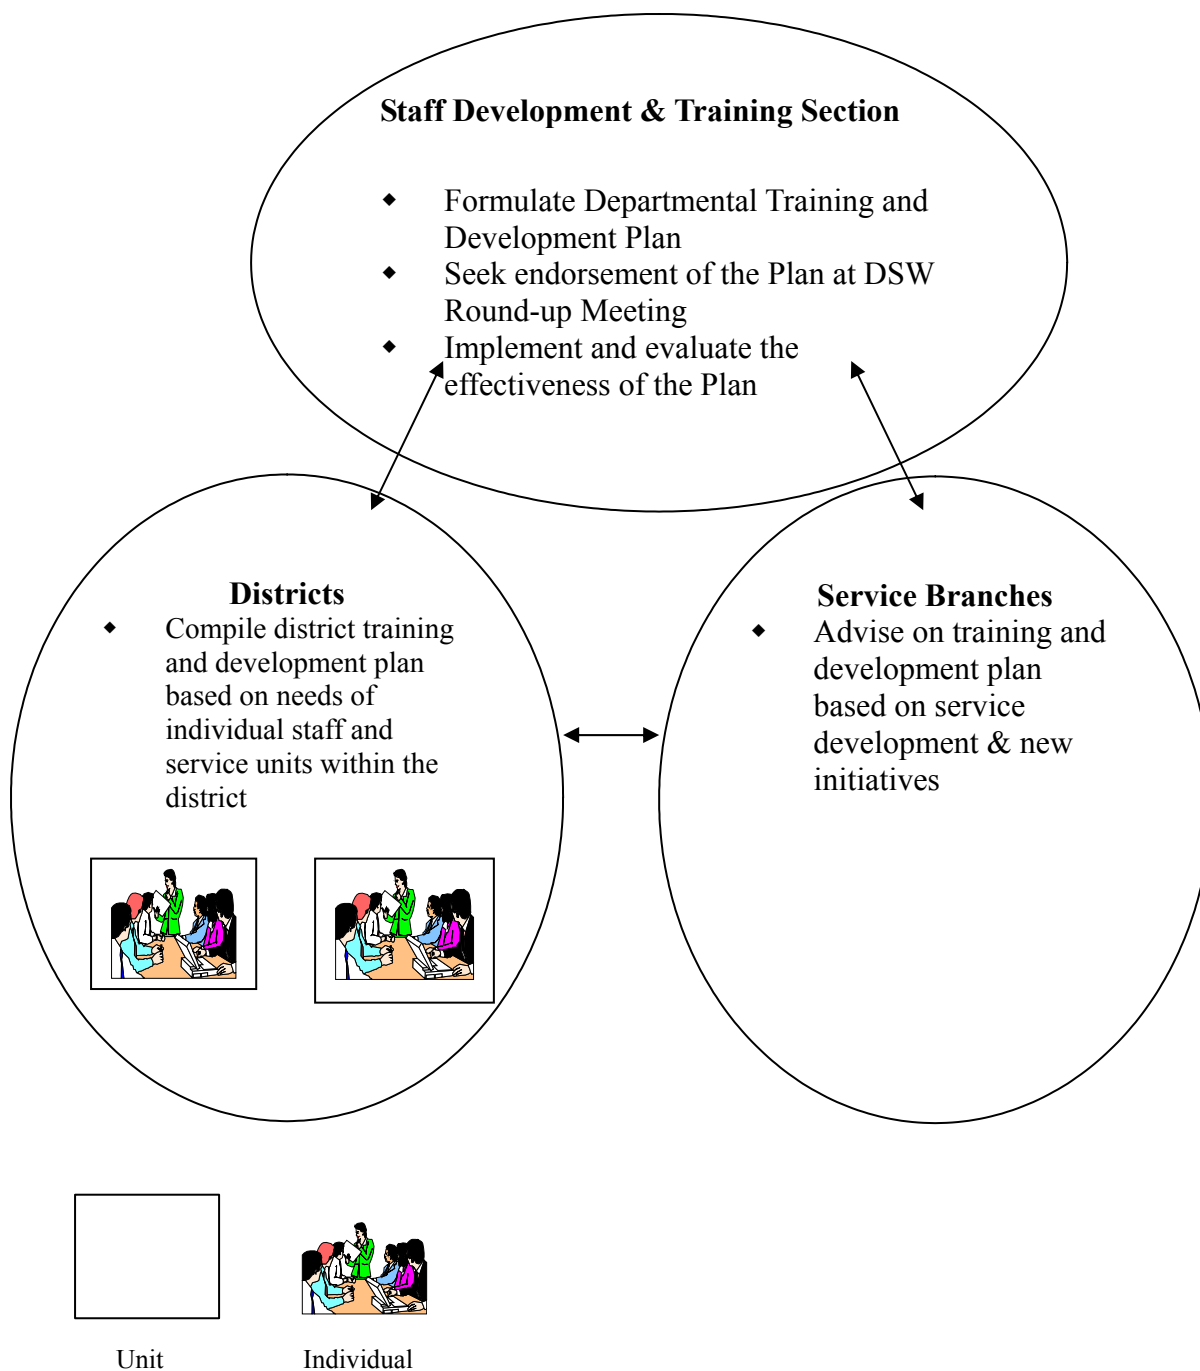 Staff Development & Training Section
◆ Formulate Departmental Training and
Development Plan
◆ Seek endorsement of the Plan at DSW
Round-up Meeting
◆ Implement and evaluate the
effectiveness of the Plan
Districts
◆ Compile district training
and development plan
based on needs of
individual staff and
service units within the
district
Service Branches
◆ Advise on training and
development plan
based on service
development & new
initiatives
Unit
Individual